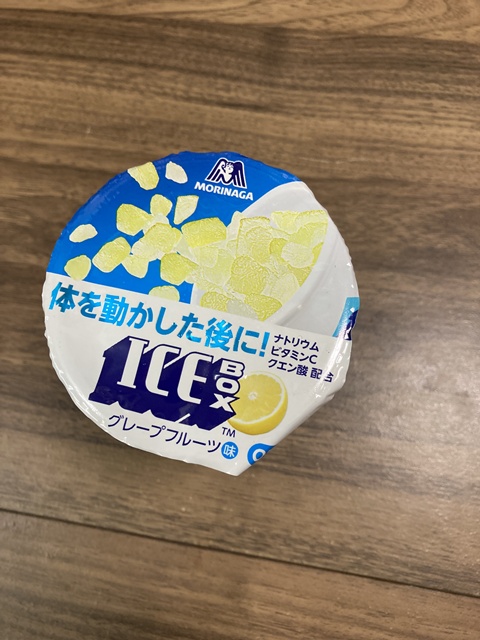 MORINAGA
体を動かした後に!
ナトリウム
ビタミンC
クエン酸 配合
ICE BOX
TM
グレープフルーツ味